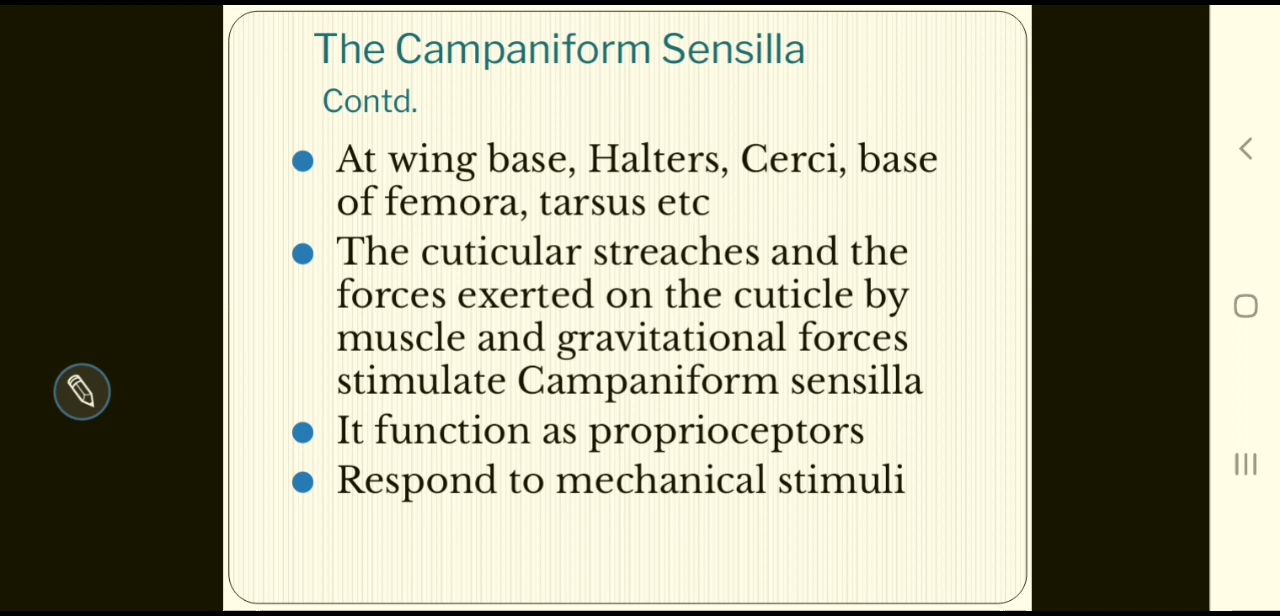 The Campaniform Sensilla
Contd.
At wing base, Halters, Cerci, base
of femora, tarsus etc
The cuticular streaches and the
forces exerted on the cuticle by
muscle and gravitational forces
stimulate Campaniform sensilla
It function as proprioceptors
Respond to mechanical stimuli